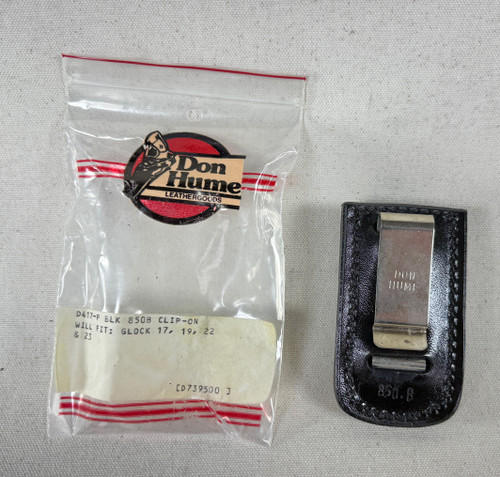 Don
Hume
LEATHERGOODS
D417-P BLK 850B CLIP-ON
WILL FIT: GLOCK 17, 19, 22
& 23
[D739500 ]
DON
HUME
850.B